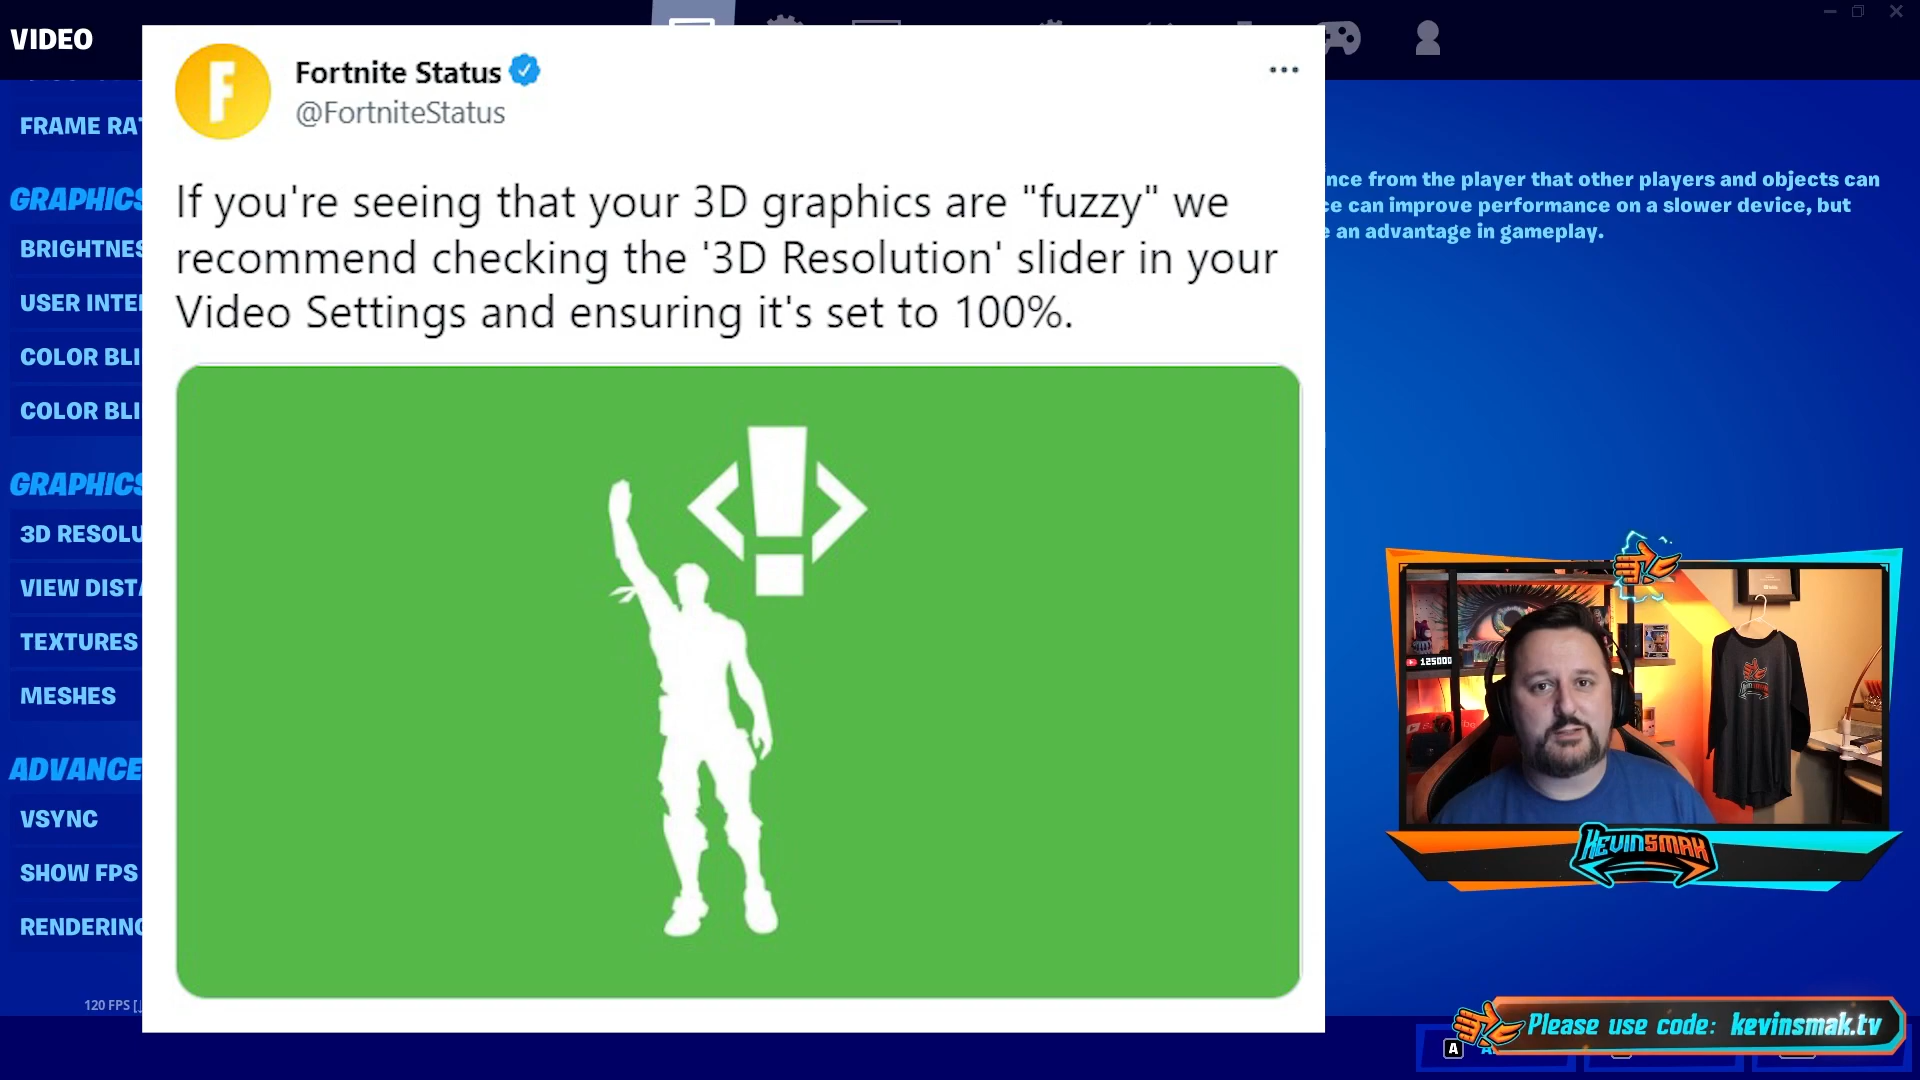 VIDEO
Fortnite Status
@FortniteStatus
If you're seeing that your 3D graphics are "fuzzy" we
recommend checking the '3D Resolution' slider in your
Video Settings and ensuring it's set to 100%.
FRAME RA
GRAPHICS
BRIGHTNES
USER INTE
COLOR BLI
COLOR BLI
GRAPHICS
3D RESOLU
VIEW DISTA
TEXTURES
MESHES
ADVANCE
VSYNC
SHOW FPS
RENDERING
120 FPS [
nce from the player that other players and objects can
ce can improve performance on a slower device, but
e an advantage in gameplay.
125000
KEVINSMAK
Please use code: kevinsmak.tv
A